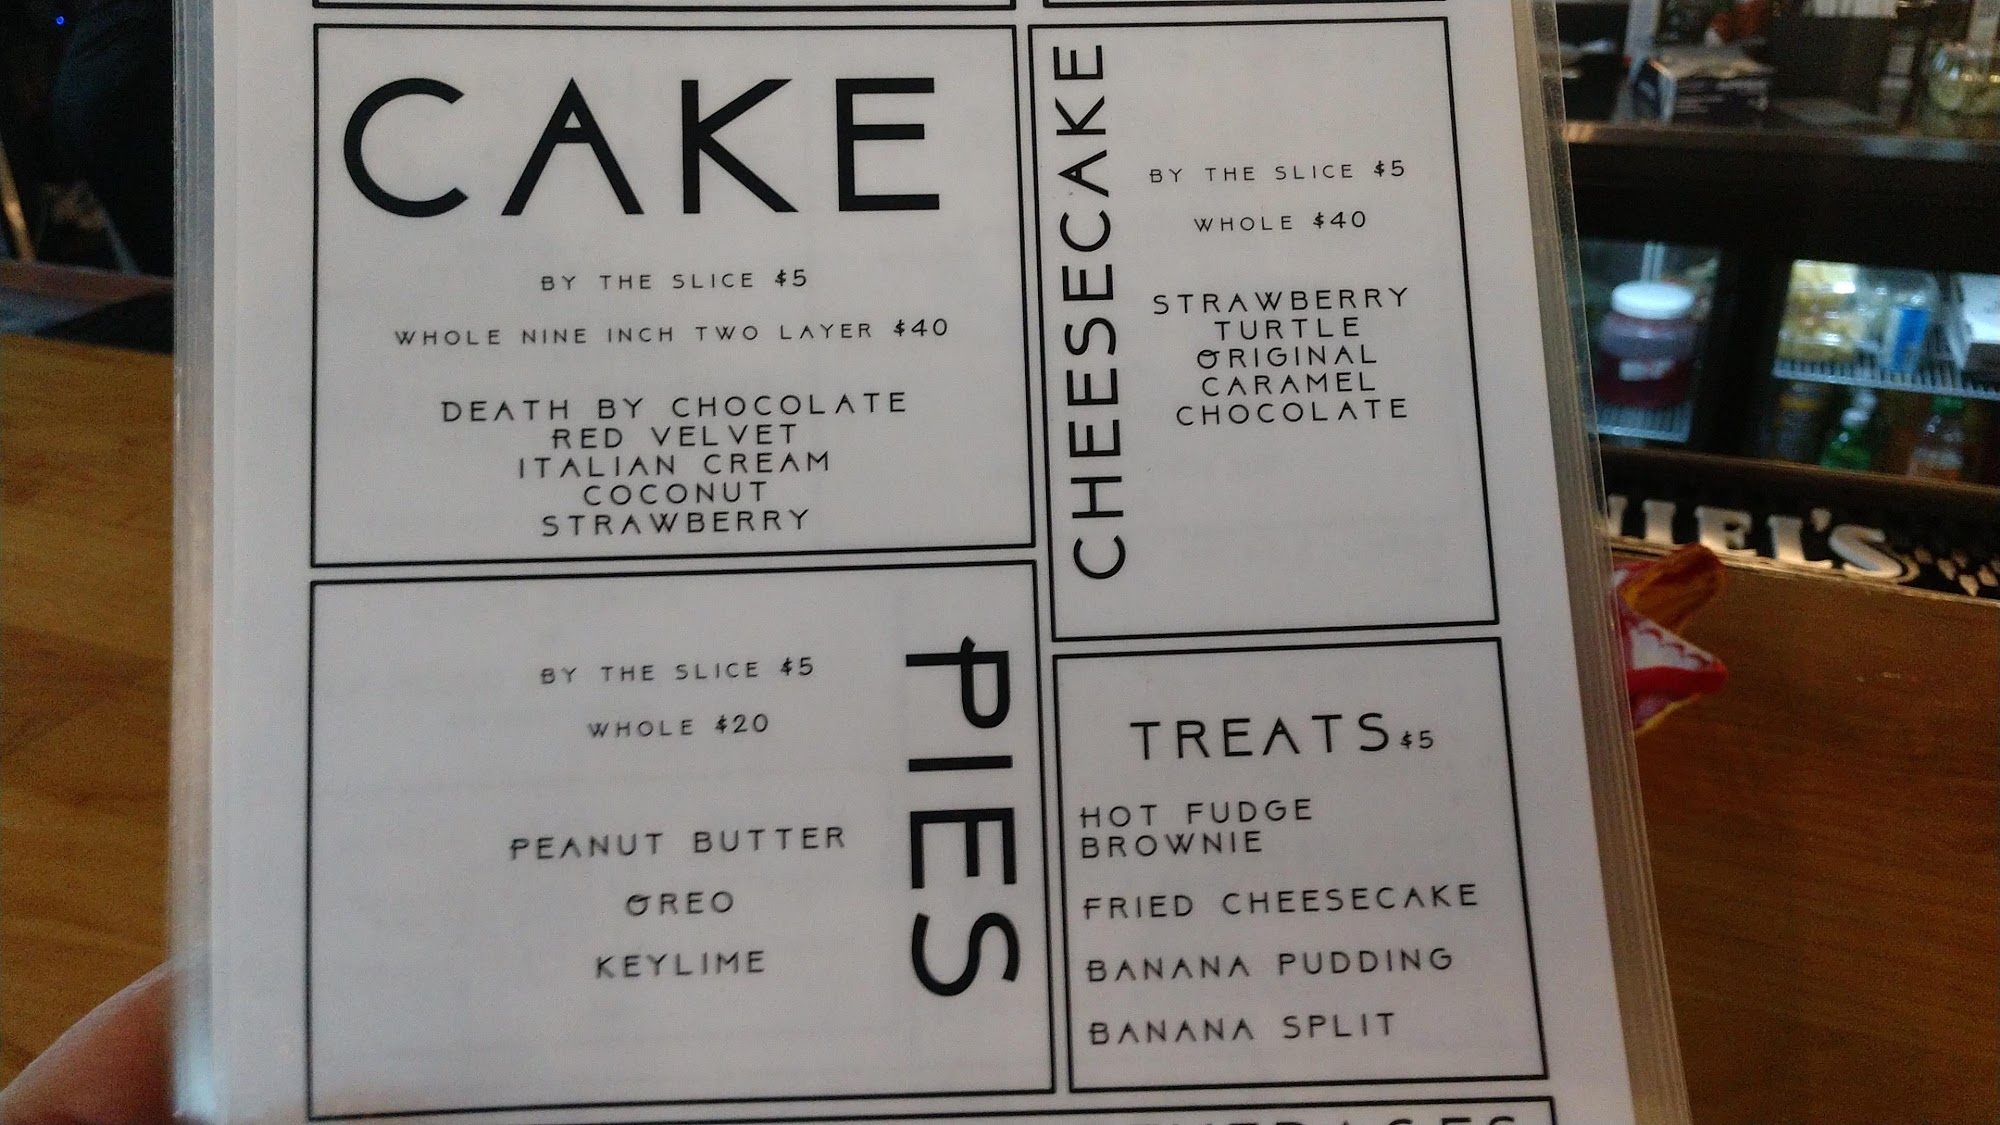 CAKE
BY THE SLICE $5
WHOLE NINE INCH TWO LAYER $40
DEATH BY CHOCOLATE
RED VELVET
ITALIAN CREAM
COCONUT
STRAWBERRY
CHEESECAKE
BY THE SLICE $5
WHOLE $40
STRAWBERRY
TURTLE
ORIGINAL
CARAMEL
CHOCOLATE
PIES
BY THE SLICE $5
WHOLE $20
PEANUT BUTTER
OREO
KEYLIME
TREATS $5
HOT FUDGE
BROWNIE
FRIED CHEESECAKE
BANANA PUDDING
BANANA SPLIT